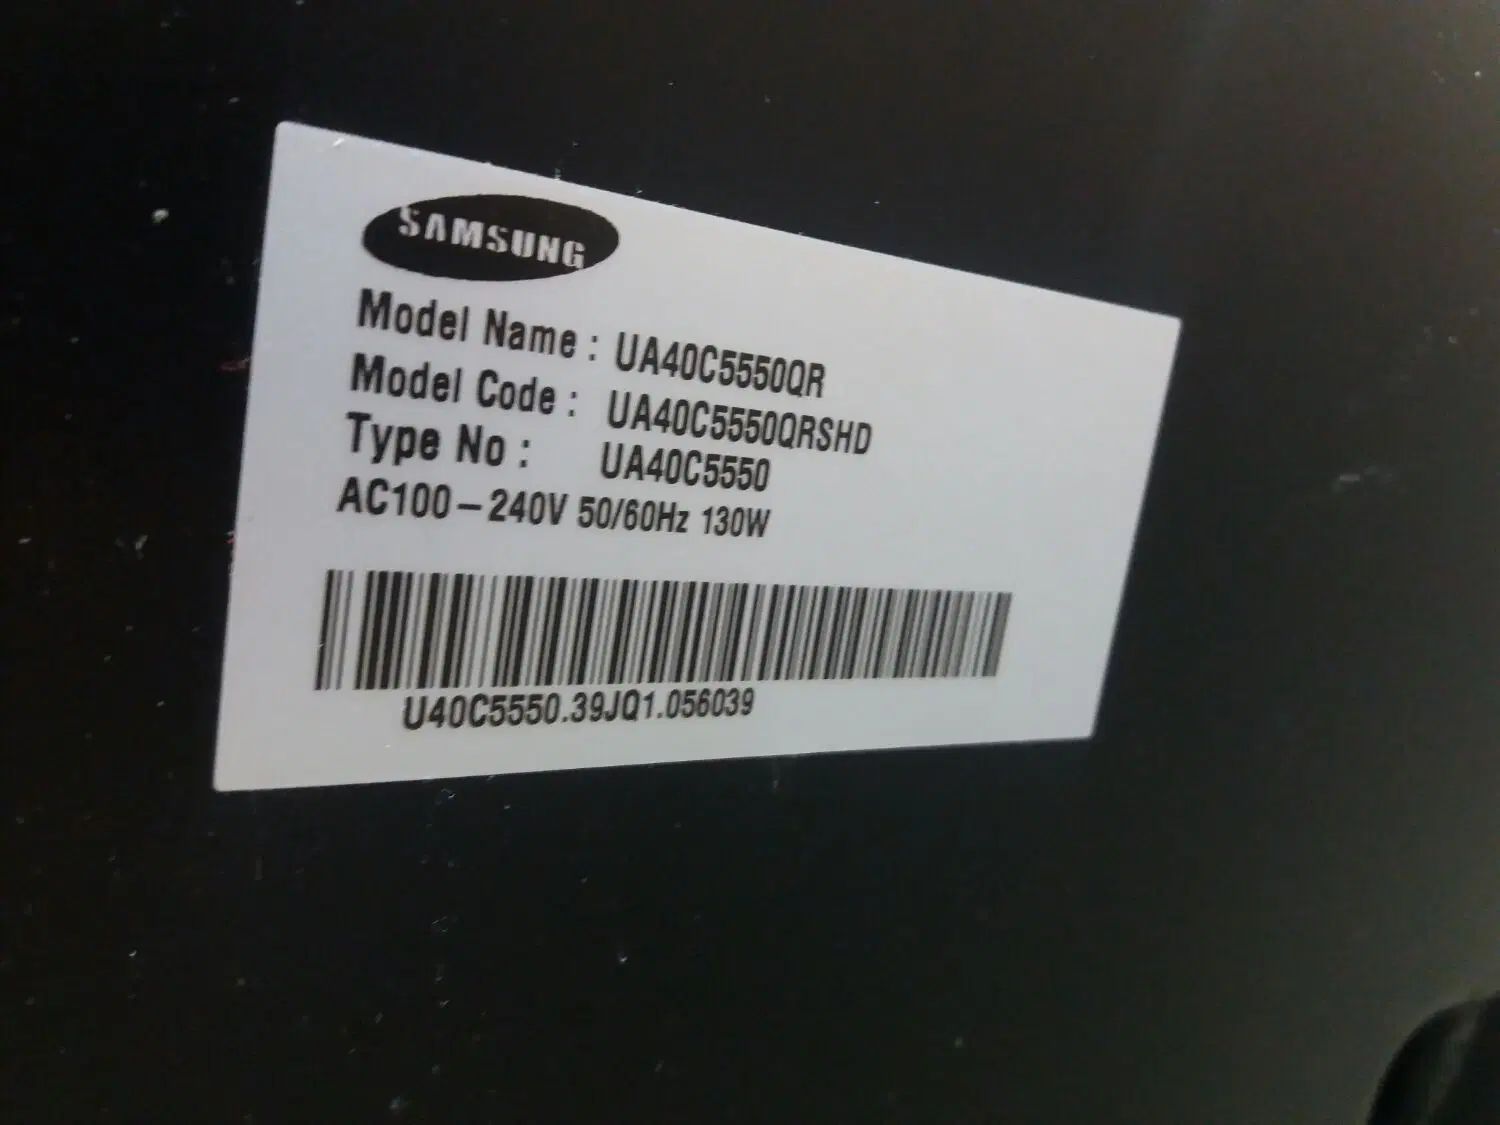 SAMSUNG
Model Name : UA40C5550QR
Model Code : UA40C5550QRSHD
Type No : UA40C5550
AC100-240V 50/60Hz 130W
U40C5550.39JQ1.056039